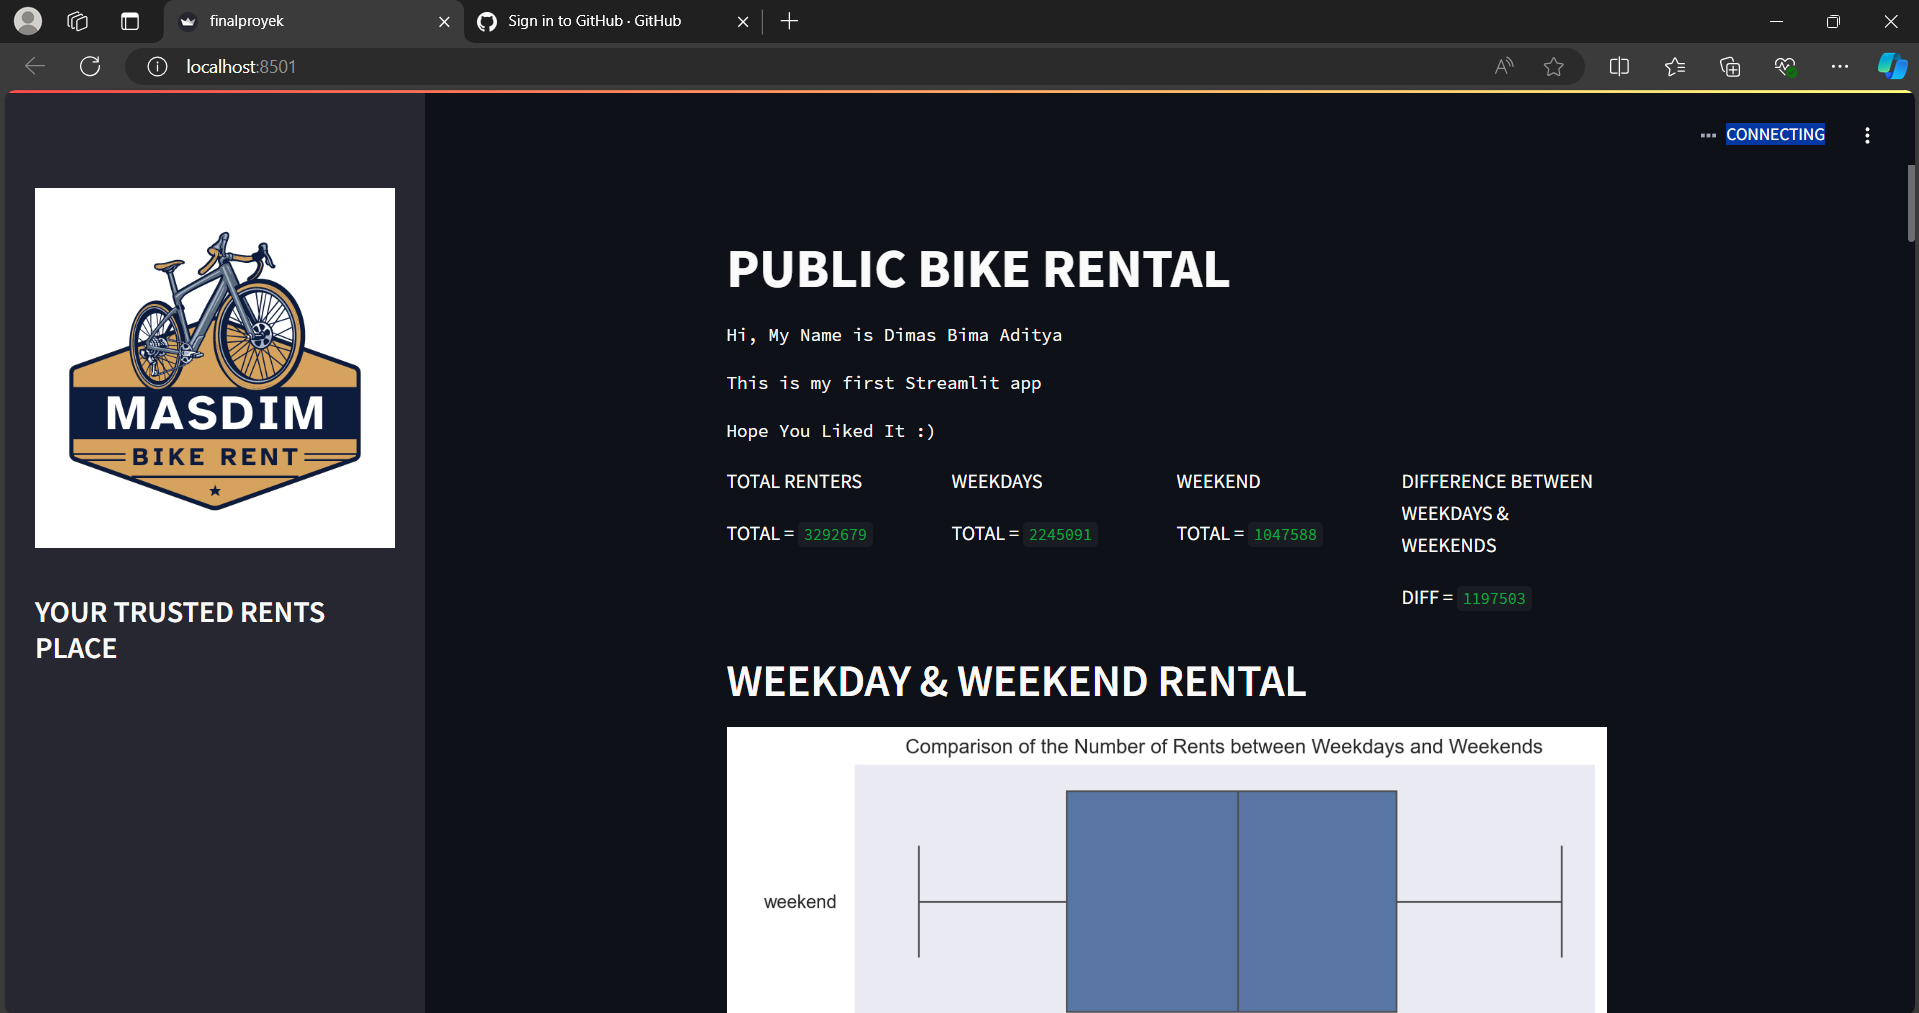 finalproyek
Sign in to GitHub · GitHub
localhost:8501
CONNECTING
MASDIM
BIKE RENT
YOUR TRUSTED RENTS
PLACE
PUBLIC BIKE RENTAL
Hi, My Name is Dimas Bima Aditya
This is my first Streamlit app
Hope You Liked It :)
TOTAL RENTERS
TOTAL = 3292679
WEEKDAYS
TOTAL = 2245091
WEEKEND
TOTAL = 1047588
DIFFERENCE BETWEEN
WEEKDAYS &
WEEKENDS
DIFF = 1197503
WEEKDAY & WEEKEND RENTAL
Comparison of the Number of Rents between Weekdays and Weekends
weekend